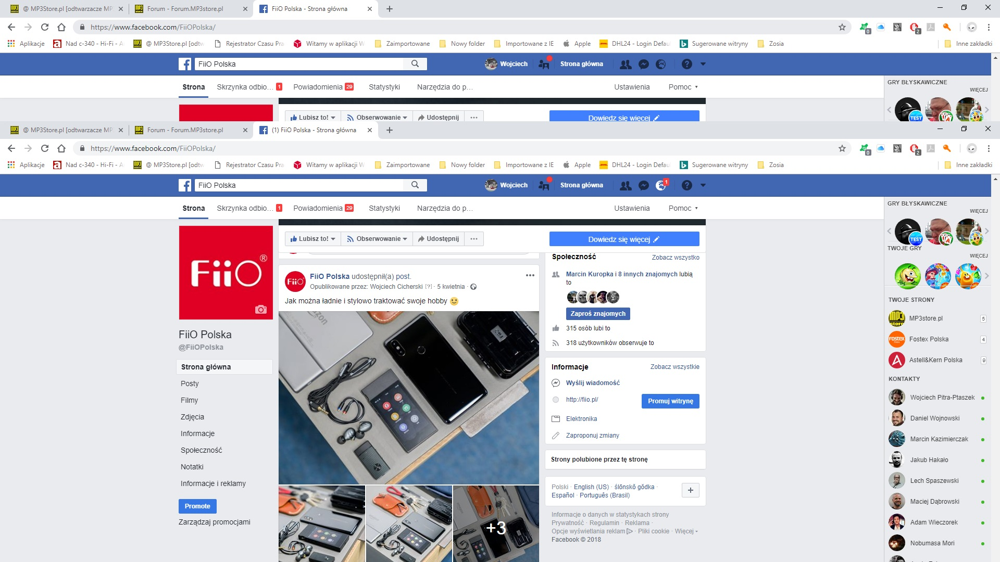 @ MP3Store.pl [odtwarzacze MP
Forum - Forum.MP3store.pl
FiiO Polska - Strona główna
https://www.facebook.com/FiiOPolska/
0
2
Aplikacje
Nad c-340 - Hi-Fi - A
@ MP3Store.pl [odtw
Rejestrator Czasu Pra
Witamy w aplikacji W
Zaimportowane
Nowy folder
Importowane z IE
Apple
DHL24 - Login Defau
Sugerowane witryny
Zosia
Inne zakładki
FiiO Polska
Wojciech
Strona główna
Strona
Skrzynka odbio... 1
Powiadomienia 29
Statystyki
Narzędzia do p...
Ustawienia
Pomoc
GRY BŁYSKAWICZNE
WIĘCEJ
TEST
Lubisz to!
Obserwowanie
Udostępnij
Dowiedz się więcej
@ MP3Store.pl [odtwarzacze MP
Forum - Forum.MP3store.pl
(1) FiiO Polska - Strona główna
https://www.facebook.com/FiiOPolska/
0
2
Aplikacje
Nad c-340 - Hi-Fi - A
@ MP3Store.pl [odtw
Rejestrator Czasu Pra
Witamy w aplikacji W
Zaimportowane
Nowy folder
Importowane z IE
Apple
DHL24 - Login Defau
Sugerowane witryny
Zosia
Inne zakładki
FiiO Polska
Wojciech
Strona główna
1
Strona
Skrzynka odbio... 1
Powiadomienia 29
Statystyki
Narzędzia do p...
Ustawienia
Pomoc
FiiO®
FiiO Polska
@FiiOPolska
Strona główna
Posty
Filmy
Zdjęcia
Informacje
Społeczność
Notatki
Informacje i reklamy
Promote
Zarządzaj promocjami
Lubisz to!
Obserwowanie
Udostępnij
Dowiedz się więcej
FiiO
FiiO Polska udostępnił(a) post.
Opublikowane przez: Wojciech Cicherski [?] · 5 kwietnia ·
Jak można ładnie i stylowo traktować swoje hobby
+3
Społeczność
Zobacz wszystko
Marcin Kuropka i 8 innych znajomych lubią
to
Zaproś znajomych
315 osób lubi to
318 użytkowników obserwuje to
Informacje
Zobacz wszystkie
Wyślij wiadomość
http://fiio.pl/
Promuj witrynę
Elektronika
Zaproponuj zmiany
Strony polubione przez tę stronę
Polski · English (US) · ślōnskŏ gŏdka ·
Español · Português (Brasil)
Informacje o danych w statystykach strony
Prywatność · Regulamin · Reklama ·
Opcje wyświetlania reklam · Pliki cookie · Więcej
Facebook © 2018
GRY BŁYSKAWICZNE
WIĘCEJ
TEST
TWOJE GRY
WIĘCEJ
TWOJE STRONY
MP3store.pl 5
Fostex Polska 4
Astell&Kern Polska 9
KONTAKTY
Wojciech Pitra-Ptaszek
Daniel Wojnowski
Marcin Kazimierczak
Jakub Hakało
Lech Spaszewski
Maciej Dąbrowski
Adam Wieczorek
Nobumasa Mori